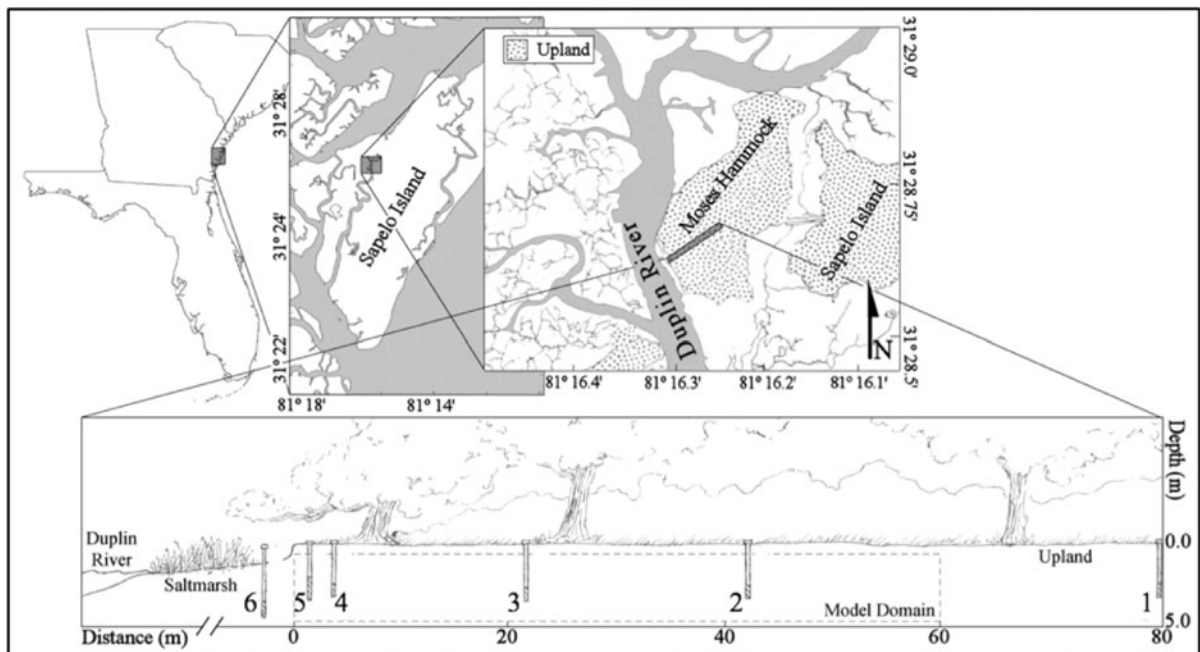 Upland
31° 28'
31° 24'
31° 22'
81° 18'
81° 14'
Sapelo Island
Duplin River
Moses Hammock
Sapelo Island
N
31° 29.0'
31° 28.75'
31° 28.5'
81° 16.4'
81° 16.3'
81° 16.2'
81° 16.1'
Depth (m)
0.0
5.0
Duplin
River
Saltmarsh
Upland
6
5
4
3
2
1
Model Domain
Distance (m)
0
20
40
60
80